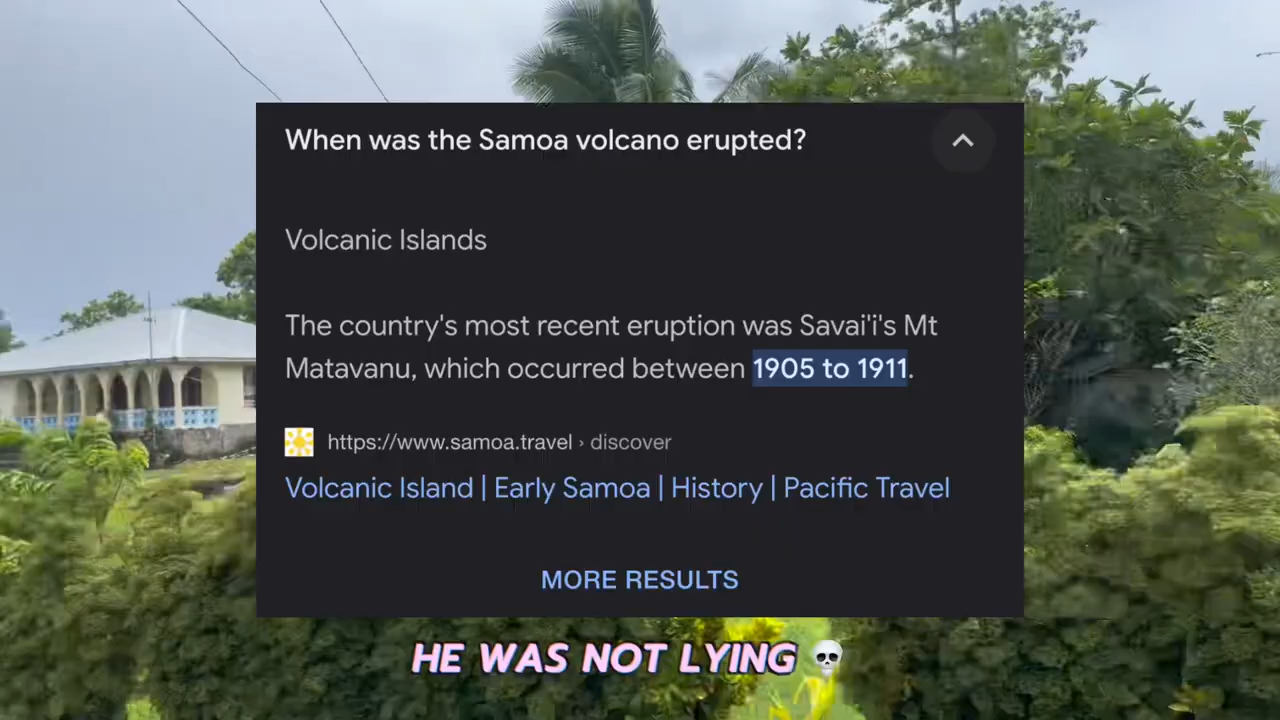 When was the Samoa volcano erupted?
Volcanic Islands
The country's most recent eruption was Savai'i's Mt
Matavanu, which occurred between 1905 to 1911.
https://www.samoa.travel › discover
Volcanic Island | Early Samoa | History | Pacific Travel
MORE RESULTS
HE WAS NOT LYING 💀